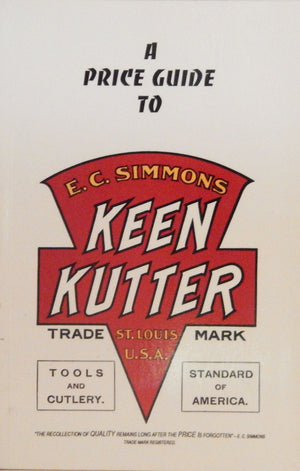 A
PRICE GUIDE
TO
E. C. SIMMONS
KEEN
KUTTER
TRADE ST. LOUIS MARK
U.S.A.
TOOLS
AND
CUTLERY.
STANDARD
OF
AMERICA.
"THE RECOLLECTION OF QUALITY REMAINS LONG AFTER THE PRICE IS FORGOTTEN" – E. C. SIMMONS
TRADE MARK REGISTERED.